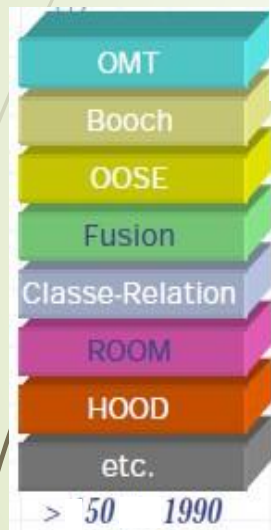 OMT
Booch
OOSE
Fusion
Classe-Relation
ROOM
HOOD
etc.
> 50 1990